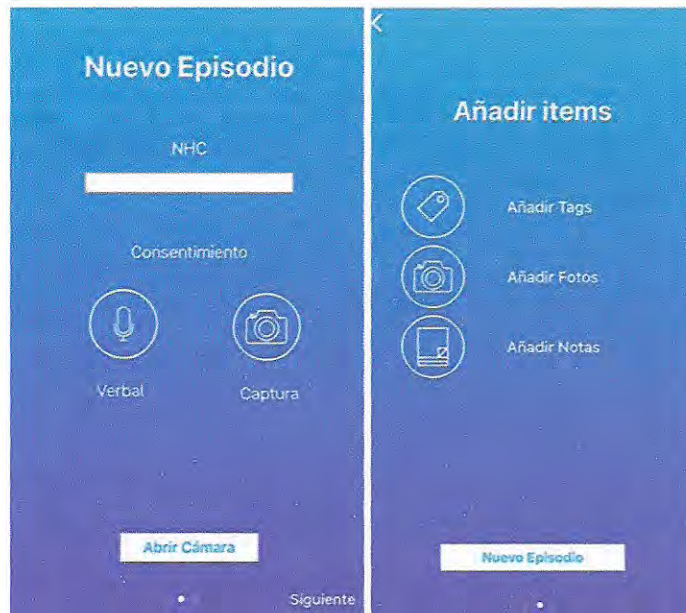 Nuevo Episodio
NHC
Consentimiento
Verbal
Captura
Abrir Cámara
Siguiente
Añadir items
Añadir Tags
Añadir Fotos
Añadir Notas
Nuevo Episodio